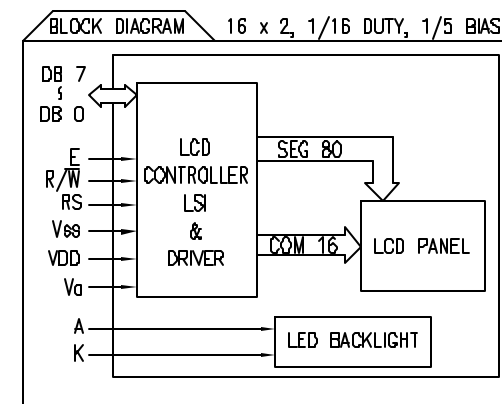 BLOCK DIAGRAM 16 x 2, 1/16 DUTY, 1/5 BIAS
DB 7
DB 0
E
R/W̅
RS
Vss
VDD
Vo
A
K
LCD
CONTROLLER
LSI
&
DRIVER
SEG 80
COM 16
LCD PANEL
LED BACKLIGHT